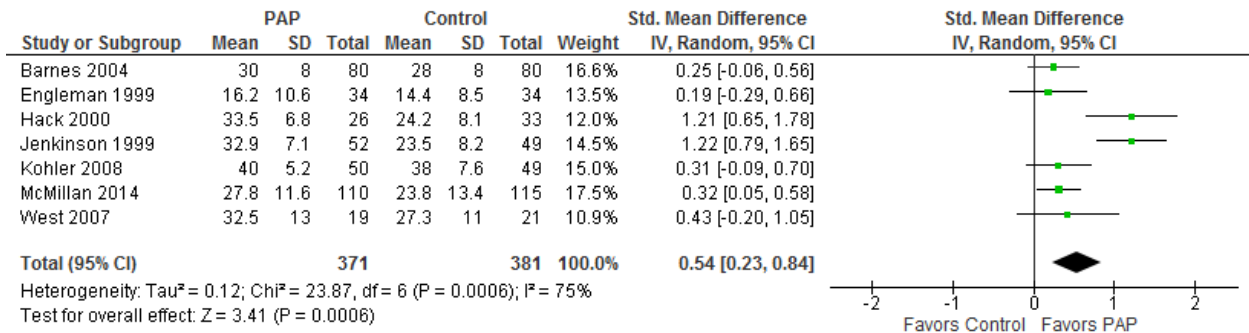 PAP Control Std. Mean Difference Std. Mean Difference
Study or Subgroup Mean SD Total Mean SD Total Weight IV, Random, 95% CI IV, Random, 95% CI
Barnes 2004 30 8 80 28 8 80 16.6% 0.25 [-0.06, 0.56]
Engleman 1999 16.2 10.6 34 14.4 8.5 34 13.5% 0.19 [-0.29, 0.66]
Hack 2000 33.5 6.8 26 24.2 8.1 33 12.0% 1.21 [0.65, 1.78]
Jenkinson 1999 32.9 7.1 52 23.5 8.2 49 14.5% 1.22 [0.79, 1.65]
Kohler 2008 40 5.2 50 38 7.6 49 15.0% 0.31 [-0.09, 0.70]
McMillan 2014 27.8 11.6 110 23.8 13.4 115 17.5% 0.32 [0.05, 0.58]
West 2007 32.5 13 19 27.3 11 21 10.9% 0.43 [-0.20, 1.05]
Total (95% CI) 371 381 100.0% 0.54 [0.23, 0.84]
Heterogeneity: Tau² = 0.12; Chi² = 23.87, df = 6 (P = 0.0006); I² = 75%
Test for overall effect: Z = 3.41 (P = 0.0006)
-2 -1 0 1 2
Favors Control Favors PAP